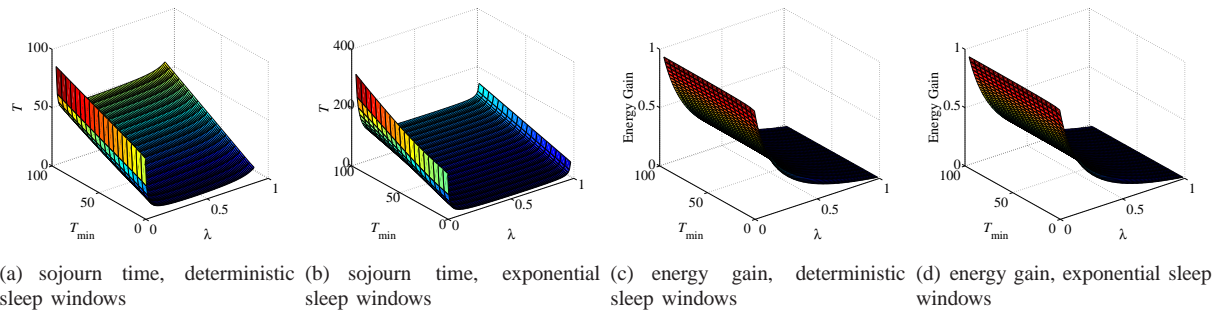 100
50
0
T
100
50
0
T_min
0
0.5
1
λ
400
200
0
T
100
50
0
T_min
0
0.5
1
λ
1
0.5
0
Energy Gain
100
50
0
T_min
0
0.5
1
λ
1
0.5
0
Energy Gain
100
50
0
T_min
0
0.5
1
λ
(a) sojourn time, deterministic
sleep windows
(b) sojourn time, exponential
sleep windows
(c) energy gain, deterministic
sleep windows
(d) energy gain, exponential sleep
windows